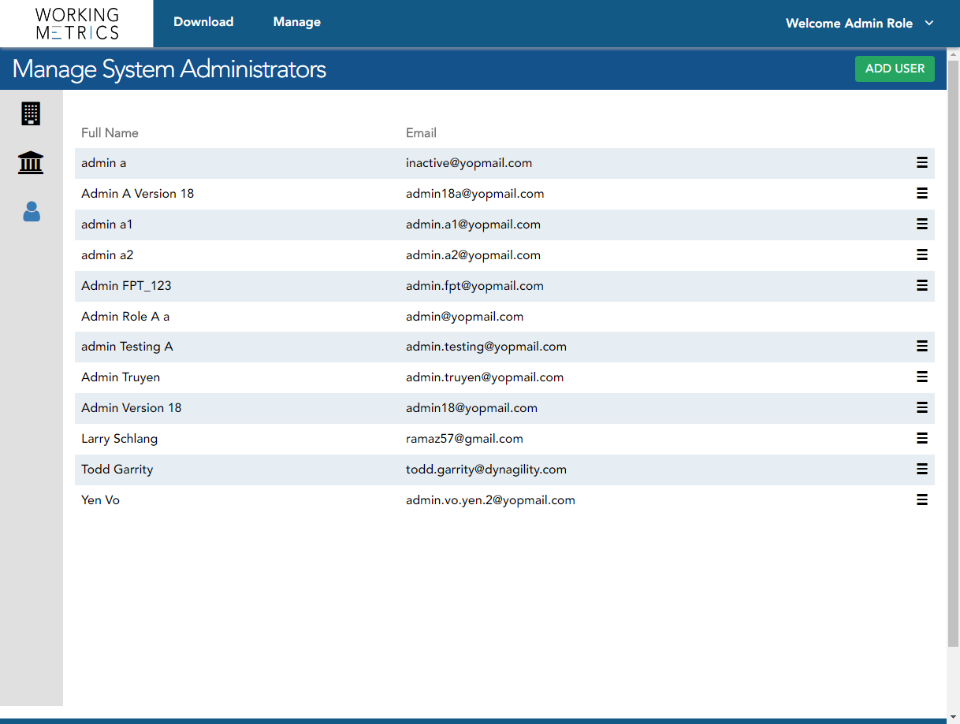 WORKING
METRICS
Download
Manage
Welcome Admin Role
Manage System Administrators
ADD USER
Full Name Email
admin a inactive@yopmail.com
Admin A Version 18 admin18a@yopmail.com
admin a1 admin.a1@yopmail.com
admin a2 admin.a2@yopmail.com
Admin FPT_123 admin.fpt@yopmail.com
Admin Role A a admin@yopmail.com
admin Testing A admin.testing@yopmail.com
Admin Truyen admin.truyen@yopmail.com
Admin Version 18 admin18@yopmail.com
Larry Schlang ramaz57@gmail.com
Todd Garrity todd.garrity@dynagility.com
Yen Vo admin.vo.yen.2@yopmail.com